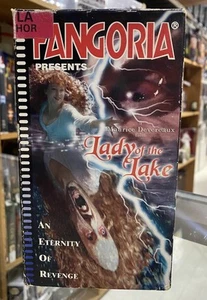 LA
HOR
FANGORIA®
PRESENTS
Maurice Devereaux
Lady of the
Lake
AN
ETERNITY
OF
REVENGE